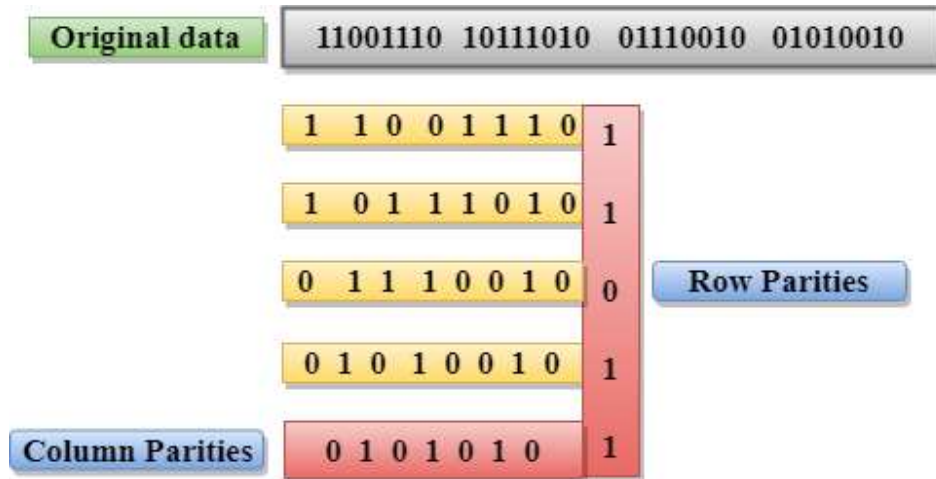 Original data 11001110 10111010 01110010 01010010
1 1 0 0 1 1 1 0 1
1 0 1 1 1 0 1 0 1
0 1 1 1 0 0 1 0 0 Row Parities
0 1 0 1 0 0 1 0 1
Column Parities 0 1 0 1 0 1 0 1